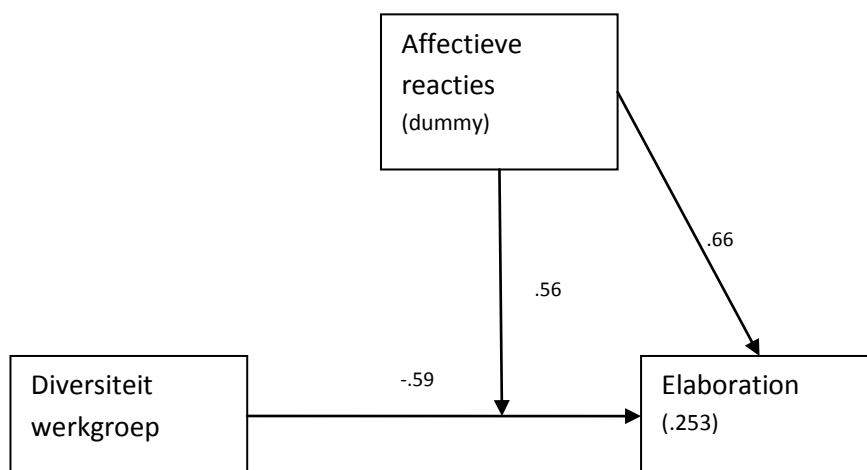 Affectieve
reacties
(dummy)
.66
.56
-.59
Diversiteit
werkgroep
Elaboration
(.253)